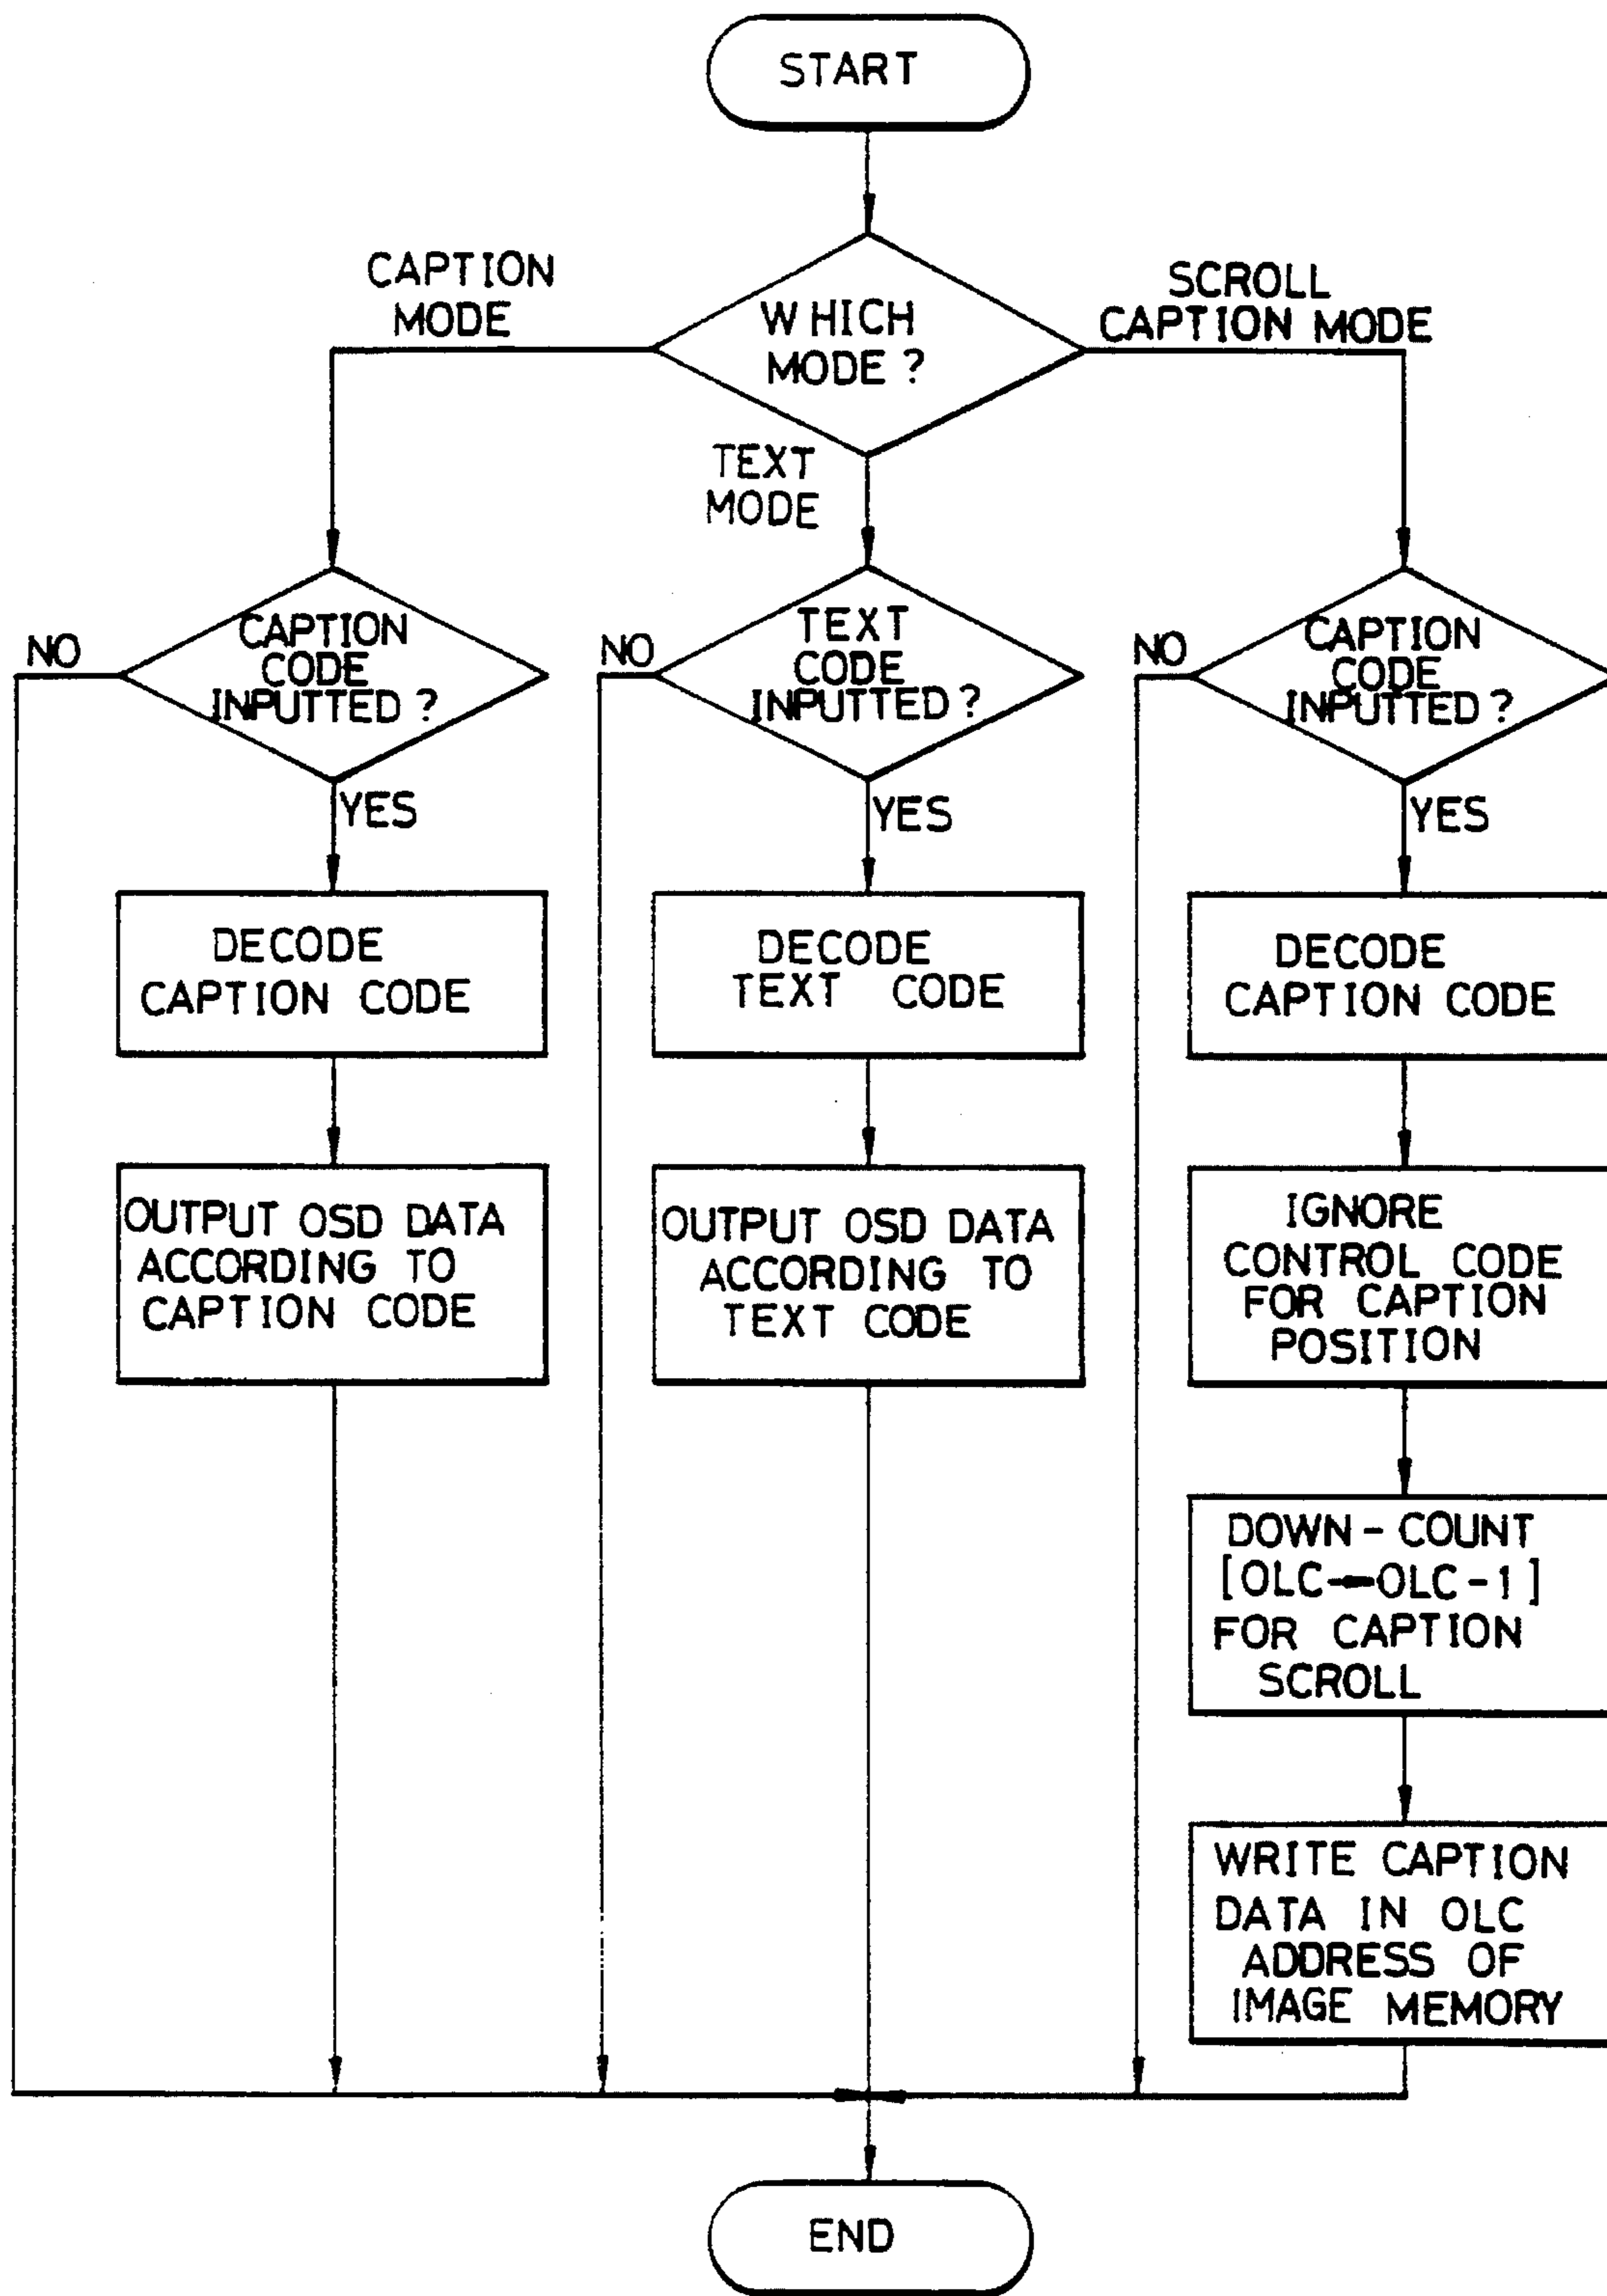 START
CAPTION
MODE
WHICH
MODE ?
SCROLL
CAPTION MODE
TEXT
MODE
NO
CAPTION
CODE
INPUTTED ?
YES
NO
TEXT
CODE
INPUTTED ?
YES
NO
CAPTION
CODE
INPUTTED ?
YES
DECODE
CAPTION CODE
DECODE
TEXT CODE
DECODE
CAPTION CODE
OUTPUT OSD DATA
ACCORDING TO
CAPTION CODE
OUTPUT OSD DATA
ACCORDING TO
TEXT CODE
IGNORE
CONTROL CODE
FOR CAPTION
POSITION
DOWN - COUNT
[OLC←OLC-1]
FOR CAPTION
SCROLL
WRITE CAPTION
DATA IN OLC
ADDRESS OF
IMAGE MEMORY
END